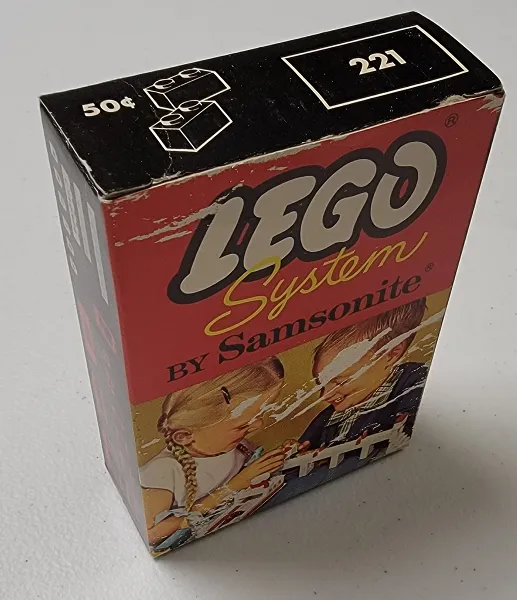 50¢
221
LEGO®
System
BY Samsonite®